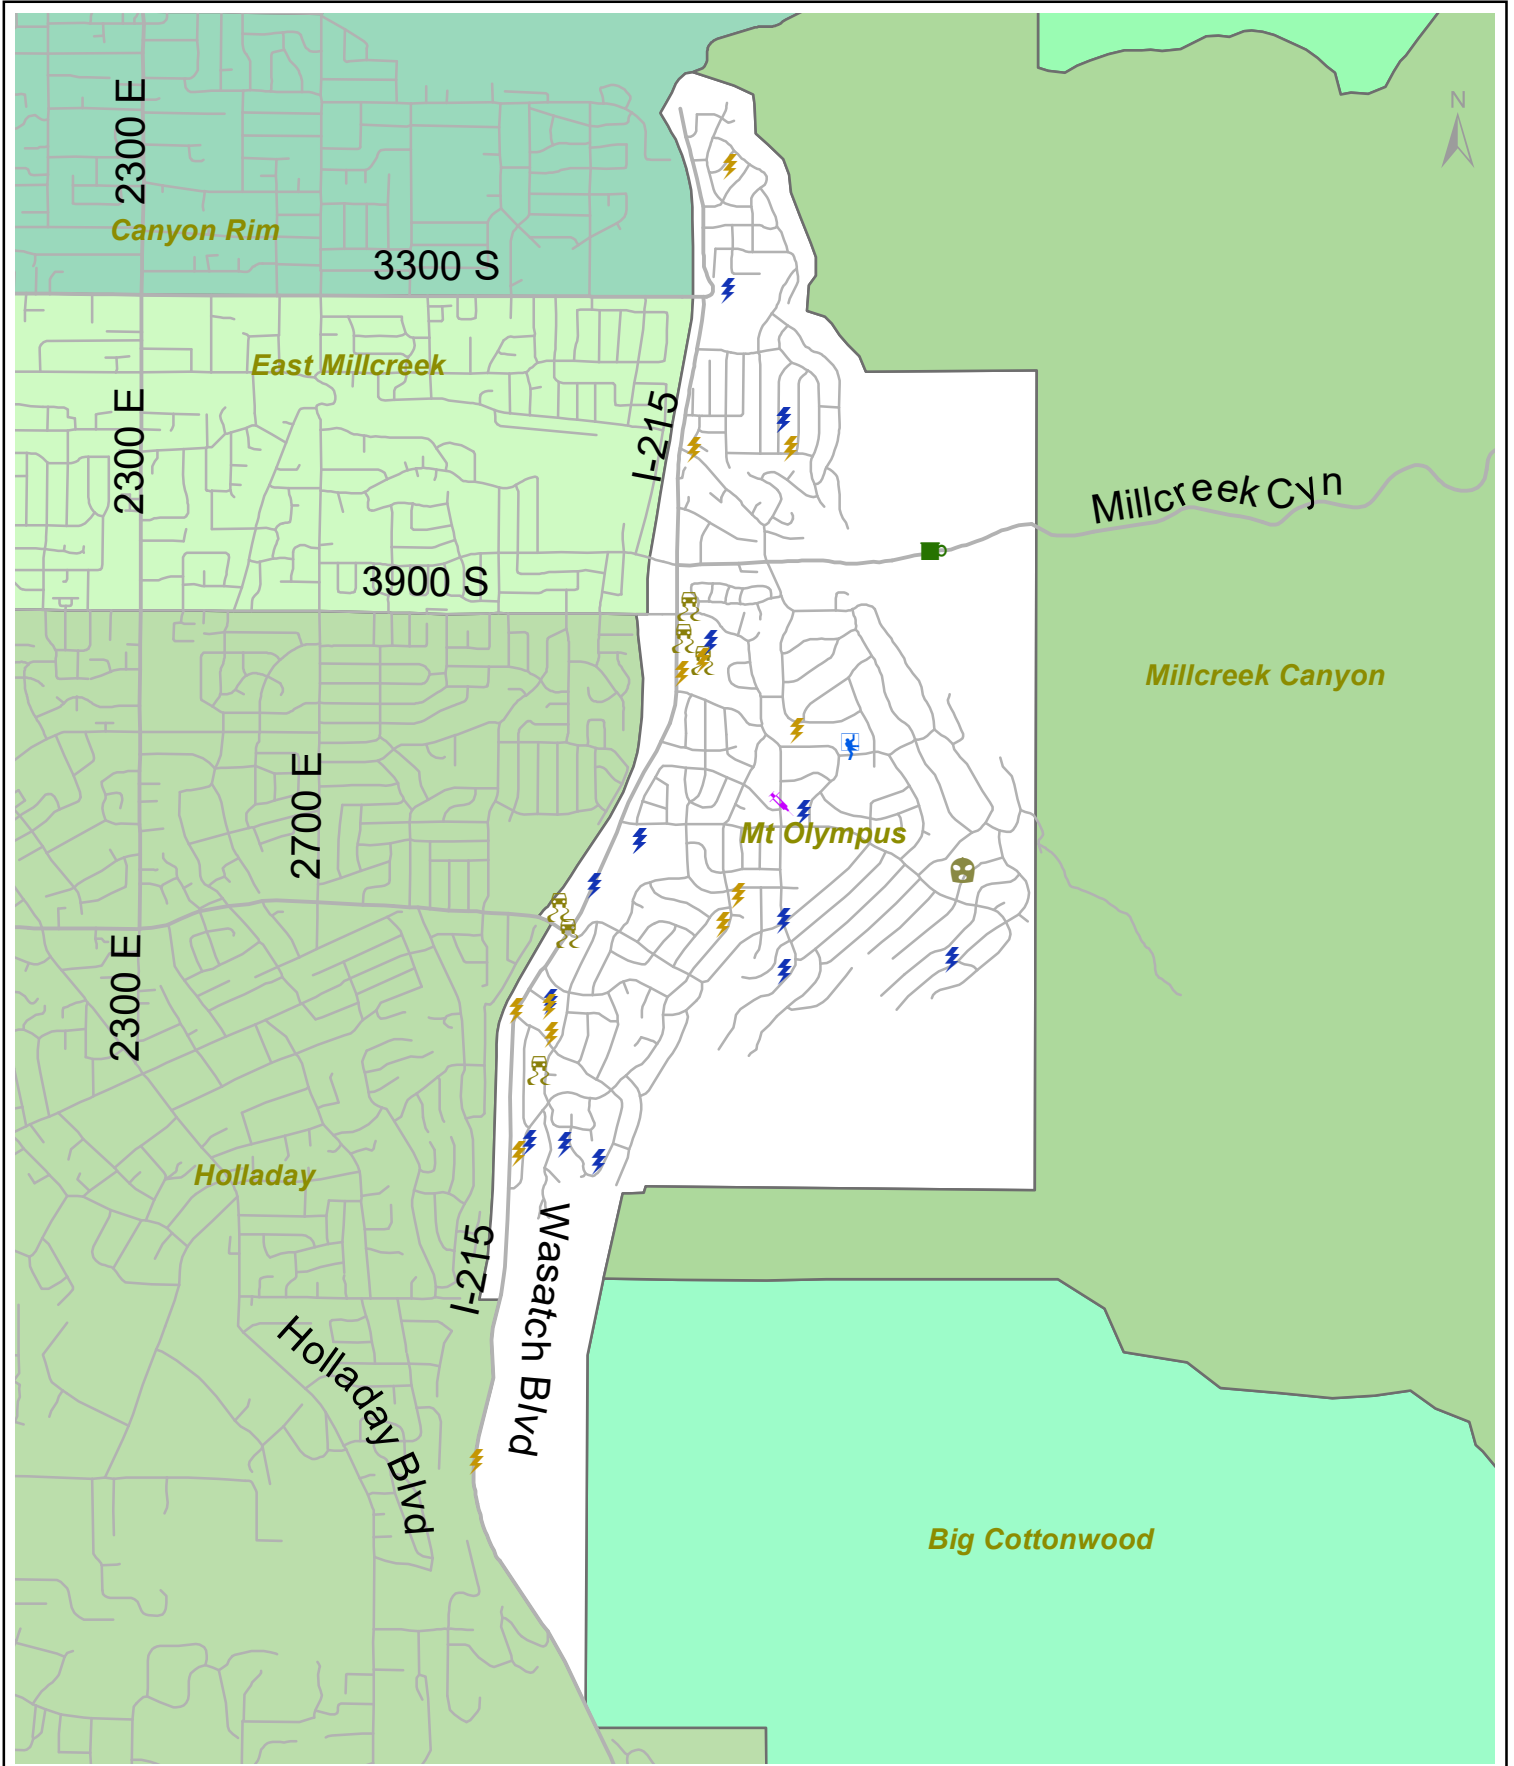 N
2300 E
Canyon Rim
3300 S
East Millcreek
2300 E
I-215
Millcreek Cyn
3900 S
Millcreek Canyon
2700 E
Mt Olympus
2300 E
Holladay
I-215
Wasatch Blvd
Holladay Blvd
Big Cottonwood